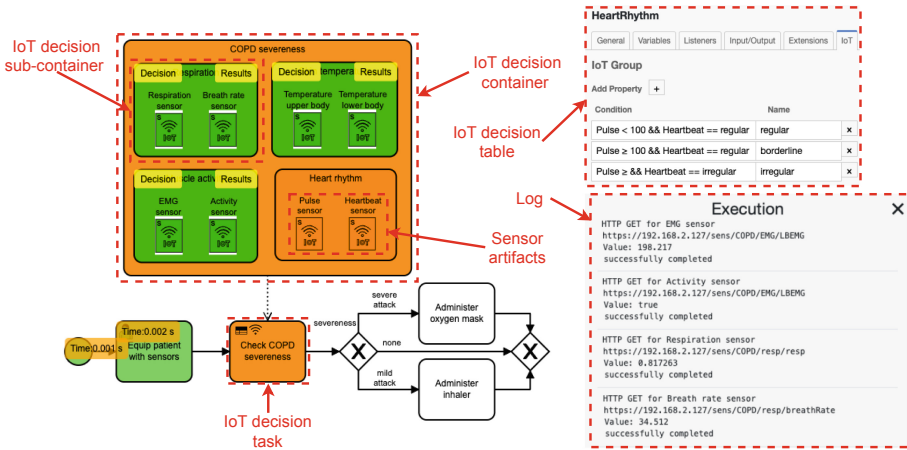 IoT decision
sub-container
COPD severeness
Decision
Results
Respiration
sensor
Breath rate
sensor
S
IoT
S
IoT
Decision
Results
Temperature
upper body
Temperature
lower body
S
IoT
S
IoT
Decision
Results
EMG
sensor
Activity
sensor
S
IoT
S
IoT
Heart rhythm
Pulse
sensor
Heartbeat
sensor
S
IoT
S
IoT
IoT decision
container
Sensor
artifacts
Time:0.001 s
Time:0.002 s
Equip patient
with sensors
Check COPD
severeness
IoT decision
task
severeness
severe
attack
none
mild
attack
Administer
oxygen mask
Administer
inhaler
HeartRhythm
General
Variables
Listeners
Input/Output
Extensions
IoT
IoT Group
Add Property +
Condition Name
Pulse < 100 && Heartbeat == regular regular ×
Pulse ≥ 100 && Heartbeat == regular borderline ×
Pulse ≥ && Heartbeat == irregular irregular ×
IoT decision
table
Log
Execution
HTTP GET for EMG sensor
https://192.168.2.127/sens/COPD/EMG/LBEMG
Value: 198.217
successfully completed
HTTP GET for Activity sensor
https://192.168.2.127/sens/COPD/EMG/LBEMG
Value: true
successfully completed
HTTP GET for Respiration sensor
https://192.168.2.127/sens/COPD/resp/resp
Value: 0.817263
successfully completed
HTTP GET for Breath rate sensor
https://192.168.2.127/sens/COPD/resp/breathRate
Value: 34.512
successfully completed